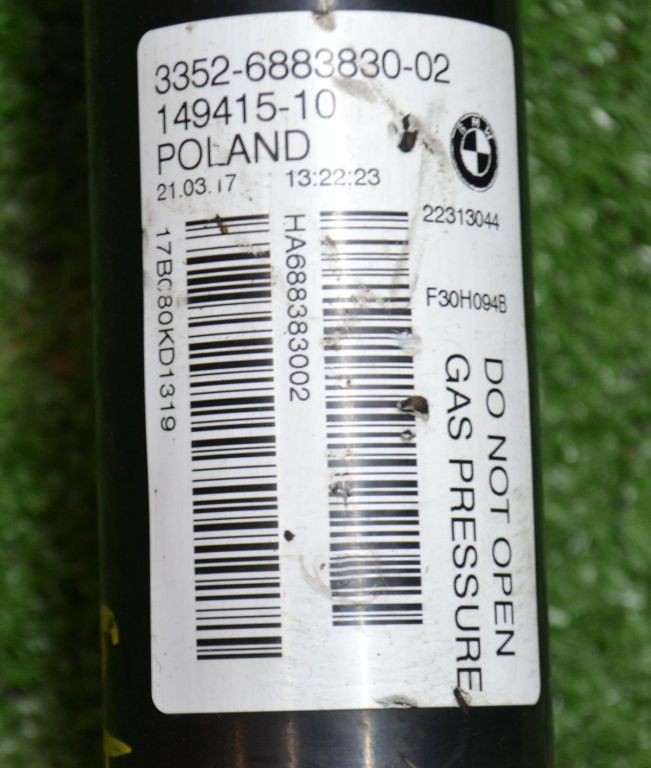 3352-6883830-02
149415-10
POLAND
21.03.17 13:22:23
BMW
22313044
F30H094B
17BC80KD1319
HA688383002
DO NOT OPEN
GAS PRESSURE